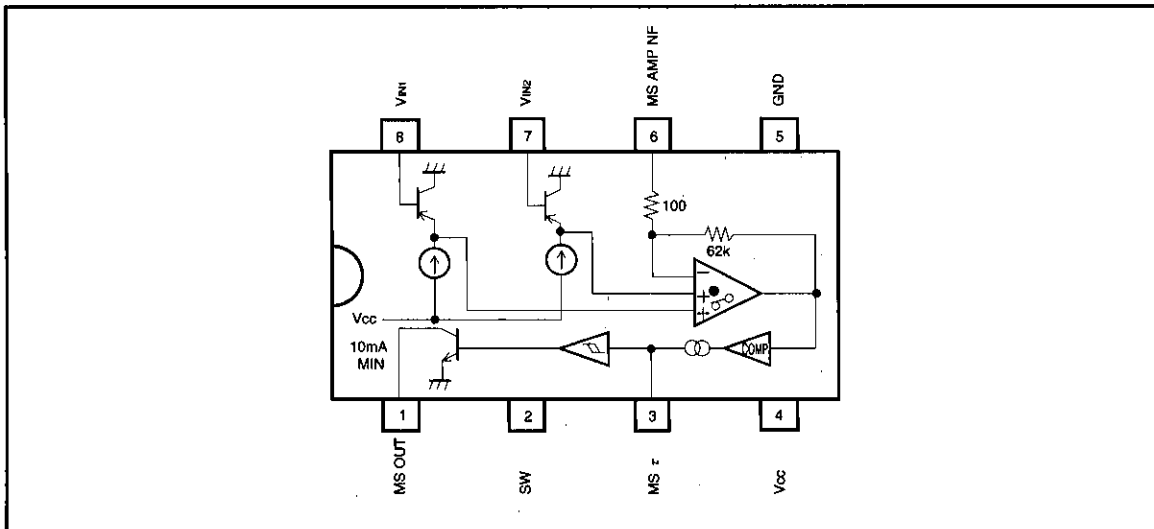 VIN1
VIN2
MS AMP NF
GND
8
7
6
5
100
62k
−
+
+
Vcc
10mA
MIN
COMP
1
2
3
4
MS OUT
SW
MS τ
Vcc